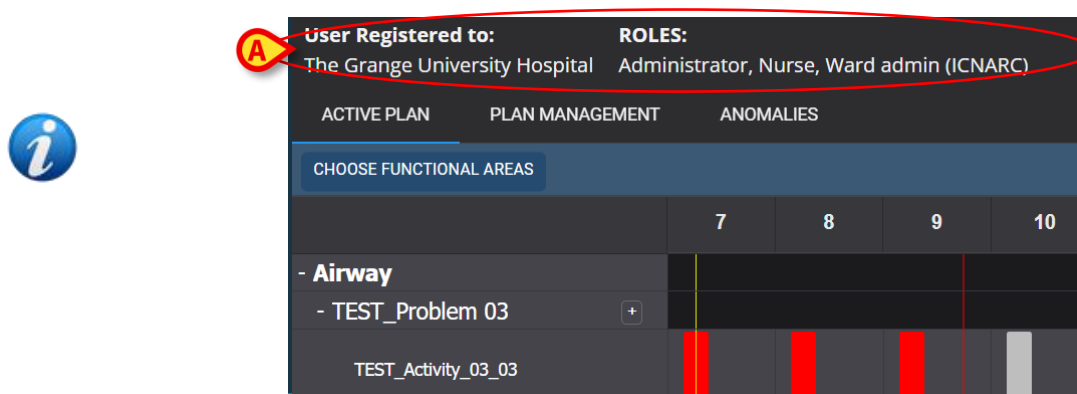 User Registered to: ROLES:
A
The Grange University Hospital Administrator, Nurse, Ward admin (ICNARC)
ACTIVE PLAN PLAN MANAGEMENT ANOMALIES
i
CHOOSE FUNCTIONAL AREAS
7 8 9 10
- Airway
- TEST_Problem 03 +
TEST_Activity_03_03